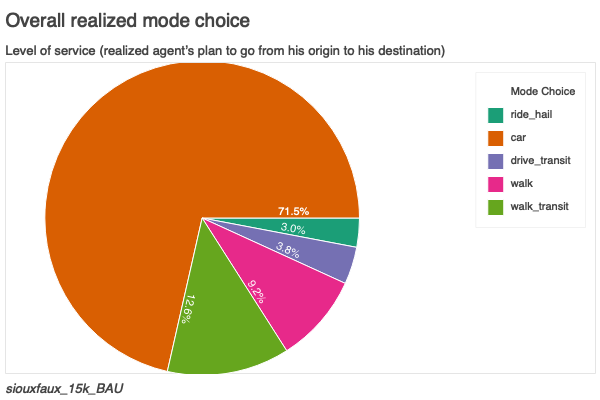 Overall realized mode choice
Level of service (realized agent's plan to go from his origin to his destination)
Mode Choice
ride_hail
car
drive_transit
walk
walk_transit
71.5%
3.0%
3.8%
9.2%
12.6%
siouxfaux_15k_BAU